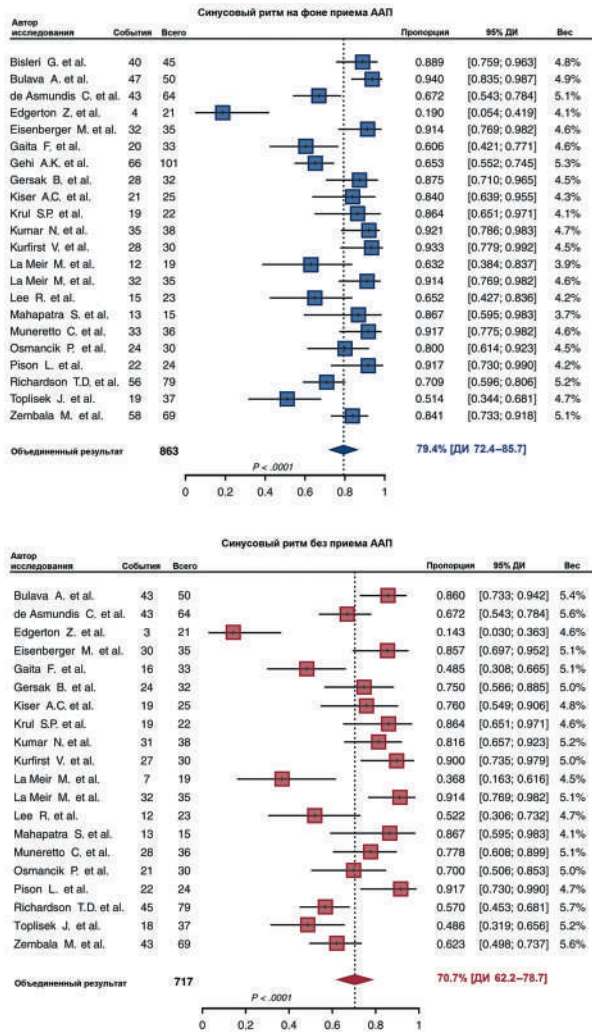 Синусовый ритм на фоне приема ААП
Автор исследования События Всего Пропорция 95% ДИ Вес
Bisleri G. et al. 40 45 0.889 [0.759; 0.963] 4.8%
Bulava A. et al. 47 50 0.940 [0.835; 0.987] 4.9%
de Asmundis C. et al. 43 64 0.672 [0.543; 0.784] 5.1%
Edgerton Z. et al. 4 21 0.190 [0.054; 0.419] 4.1%
Eisenberger M. et al. 32 35 0.914 [0.769; 0.982] 4.6%
Gaita F. et al. 20 33 0.606 [0.421; 0.771] 4.6%
Gehi A.K. et al. 66 101 0.653 [0.552; 0.745] 5.3%
Gersak B. et al. 28 32 0.875 [0.710; 0.965] 4.5%
Kiser A.C. et al. 21 25 0.840 [0.639; 0.955] 4.3%
Krul S.P. et al. 19 22 0.864 [0.651; 0.971] 4.1%
Kumar N. et al. 35 38 0.921 [0.786; 0.983] 4.7%
Kurfirst V. et al. 28 30 0.933 [0.779; 0.992] 4.5%
La Meir M. et al. 12 19 0.632 [0.384; 0.837] 3.9%
La Meir M. et al. 32 35 0.914 [0.769; 0.982] 4.6%
Lee R. et al. 15 23 0.652 [0.427; 0.836] 4.2%
Mahapatra S. et al. 13 15 0.867 [0.595; 0.983] 3.7%
Muneretto C. et al. 33 36 0.917 [0.775; 0.982] 4.6%
Osmancik P. et al. 24 30 0.800 [0.614; 0.923] 4.5%
Pison L. et al. 22 24 0.917 [0.730; 0.990] 4.2%
Richardson T.D. et al. 56 79 0.709 [0.596; 0.806] 5.2%
Toplisek J. et al. 19 37 0.514 [0.344; 0.681] 4.7%
Zembala M. et al. 58 69 0.841 [0.733; 0.918] 5.1%
Объединенный результат 863 79.4% [ДИ 72.4–85.7]
P < .0001
0 0.2 0.4 0.6 0.8 1
Синусовый ритм без приема ААП
Автор исследования События Всего Пропорция 95% ДИ Вес
Bulava A. et al. 43 50 0.860 [0.733; 0.942] 5.4%
de Asmundis C. et al. 43 64 0.672 [0.543; 0.784] 5.6%
Edgerton Z. et al. 3 21 0.143 [0.030; 0.363] 4.6%
Eisenberger M. et al. 30 35 0.857 [0.697; 0.952] 5.1%
Gaita F. et al. 16 33 0.485 [0.308; 0.665] 5.1%
Gersak B. et al. 24 32 0.750 [0.566; 0.885] 5.0%
Kiser A.C. et al. 19 25 0.760 [0.549; 0.906] 4.8%
Krul S.P. et al. 19 22 0.864 [0.651; 0.971] 4.6%
Kumar N. et al. 31 38 0.816 [0.657; 0.923] 5.2%
Kurfirst V. et al. 27 30 0.900 [0.735; 0.979] 5.0%
La Meir M. et al. 7 19 0.368 [0.163; 0.616] 4.5%
La Meir M. et al. 32 35 0.914 [0.769; 0.982] 5.1%
Lee R. et al. 12 23 0.522 [0.306; 0.732] 4.7%
Mahapatra S. et al. 13 15 0.867 [0.595; 0.983] 4.1%
Muneretto C. et al. 28 36 0.778 [0.608; 0.899] 5.1%
Osmancik P. et al. 21 30 0.700 [0.506; 0.853] 5.0%
Pison L. et al. 22 24 0.917 [0.730; 0.990] 4.7%
Richardson T.D. et al. 45 79 0.570 [0.453; 0.681] 5.7%
Toplisek J. et al. 18 37 0.486 [0.319; 0.656] 5.2%
Zembala M. et al. 43 69 0.623 [0.498; 0.737] 5.6%
Объединенный результат 717 70.7% [ДИ 62.2–78.7]
P < .0001
0 0.2 0.4 0.6 0.8 1